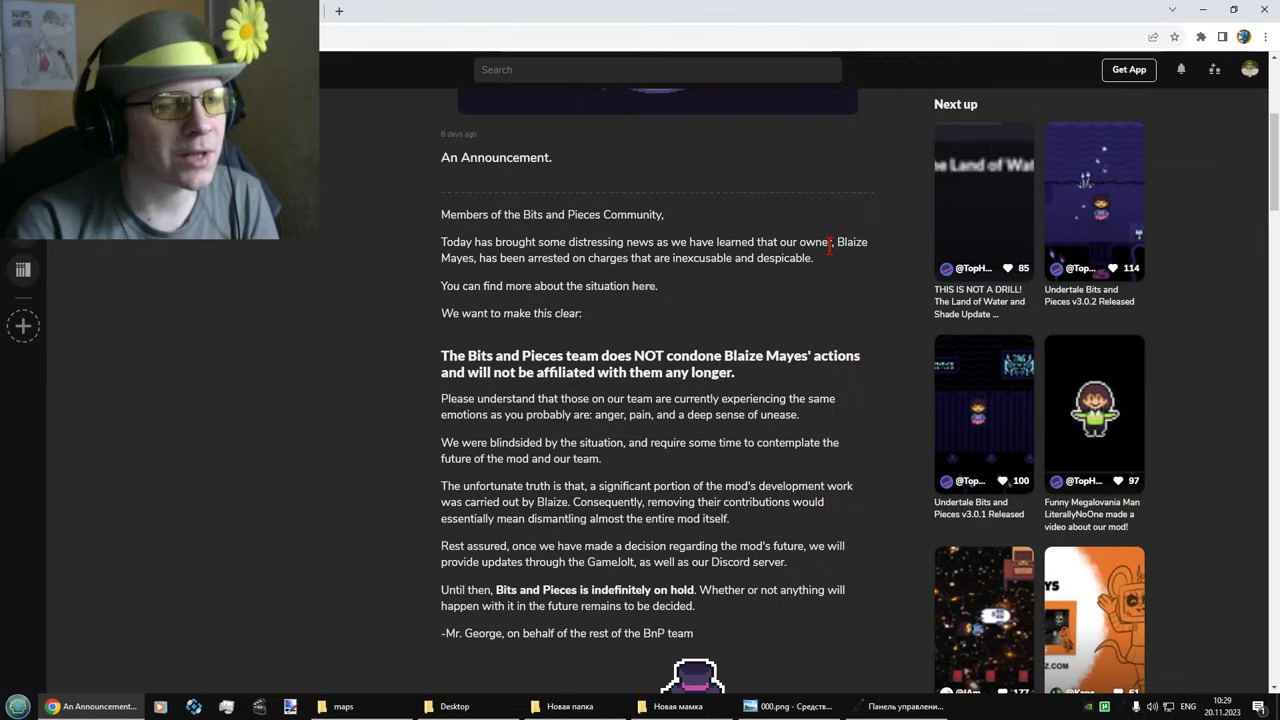 Search
Get App
8 days ago
An Announcement.
Members of the Bits and Pieces Community,
Today has brought some distressing news as we have learned that our owner, Blaize
Mayes, has been arrested on charges that are inexcusable and despicable.
You can find more about the situation here.
We want to make this clear:
The Bits and Pieces team does NOT condone Blaize Mayes' actions
and will not be affiliated with them any longer.
Please understand that those on our team are currently experiencing the same
emotions as you probably are: anger, pain, and a deep sense of unease.
We were blindsided by the situation, and require some time to contemplate the
future of the mod and our team.
The unfortunate truth is that, a significant portion of the mod's development work
was carried out by Blaize. Consequently, removing their contributions would
essentially mean dismantling almost the entire mod itself.
Rest assured, once we have made a decision regarding the mod's future, we will
provide updates through the GameJolt, as well as our Discord server.
Until then, Bits and Pieces is indefinitely on hold. Whether or not anything will
happen with it in the future remains to be decided.
-Mr. George, on behalf of the rest of the BnP team
Next up
he Land of Wat
@TopH... 85
THIS IS NOT A DRILL!
The Land of Water and
Shade Update ...
@TopH... 114
Undertale Bits and
Pieces v3.0.2 Released
@Top... 100
Undertale Bits and
Pieces v3.0.1 Released
@TopH... 97
Funny Megalovania Man
LiterallyNoOne made a
video about our mod!
@IAm... 177
YS
Z.COM
@Kane... 61
An Announcement...
maps
Desktop
Новая папка
Новая мамка
000.png - Средств...
Панель управлени...
ENG
10:29
20.11.2023